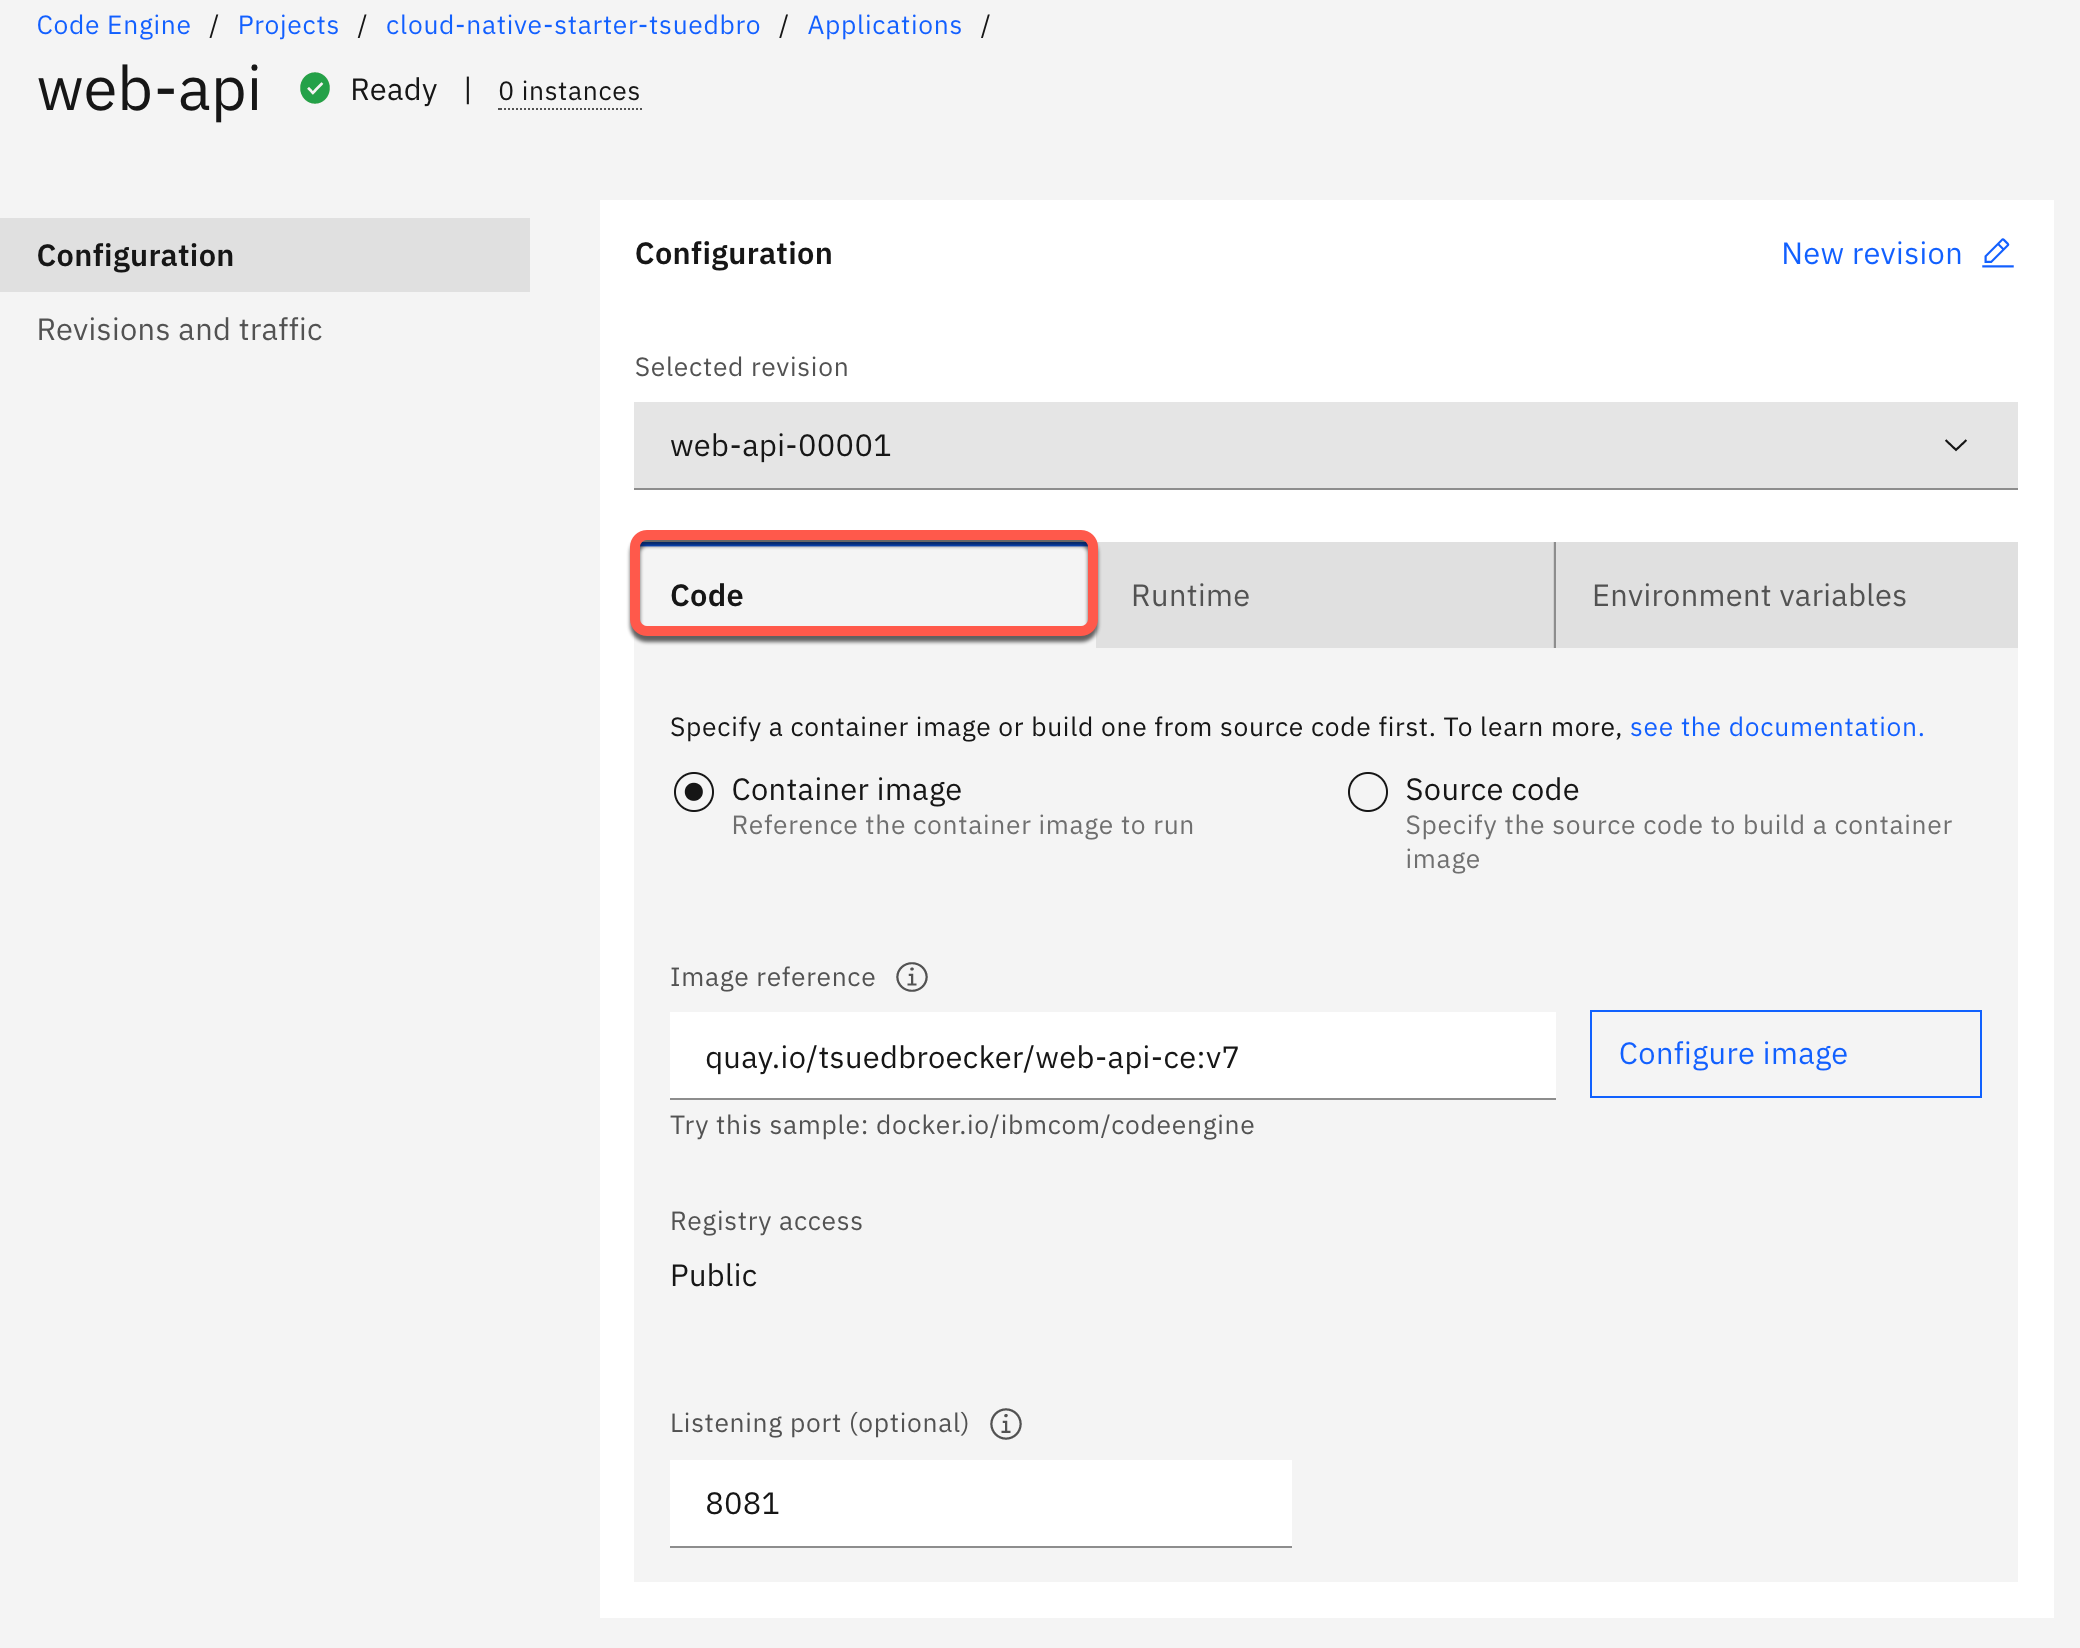 Code Engine / Projects / cloud-native-starter-tsuedbro / Applications /
web-api Ready | 0 instances
Configuration
Revisions and traffic
Configuration
New revision
Selected revision
web-api-00001
Code
Runtime
Environment variables
Specify a container image or build one from source code first. To learn more, see the documentation.
Container image
Reference the container image to run
Source code
Specify the source code to build a container
image
Image reference
quay.io/tsuedbroecker/web-api-ce:v7
Configure image
Try this sample: docker.io/ibmcom/codeengine
Registry access
Public
Listening port (optional)
8081